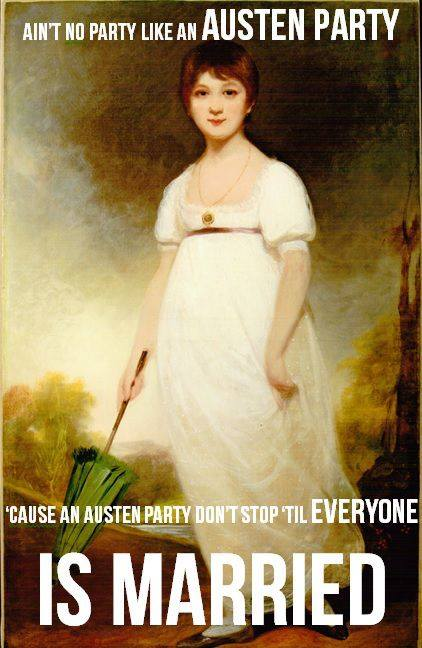 AIN'T NO PARTY LIKE AN AUSTEN PARTY
'CAUSE AN AUSTEN PARTY DON'T STOP 'TIL EVERYONE
IS MARRIED